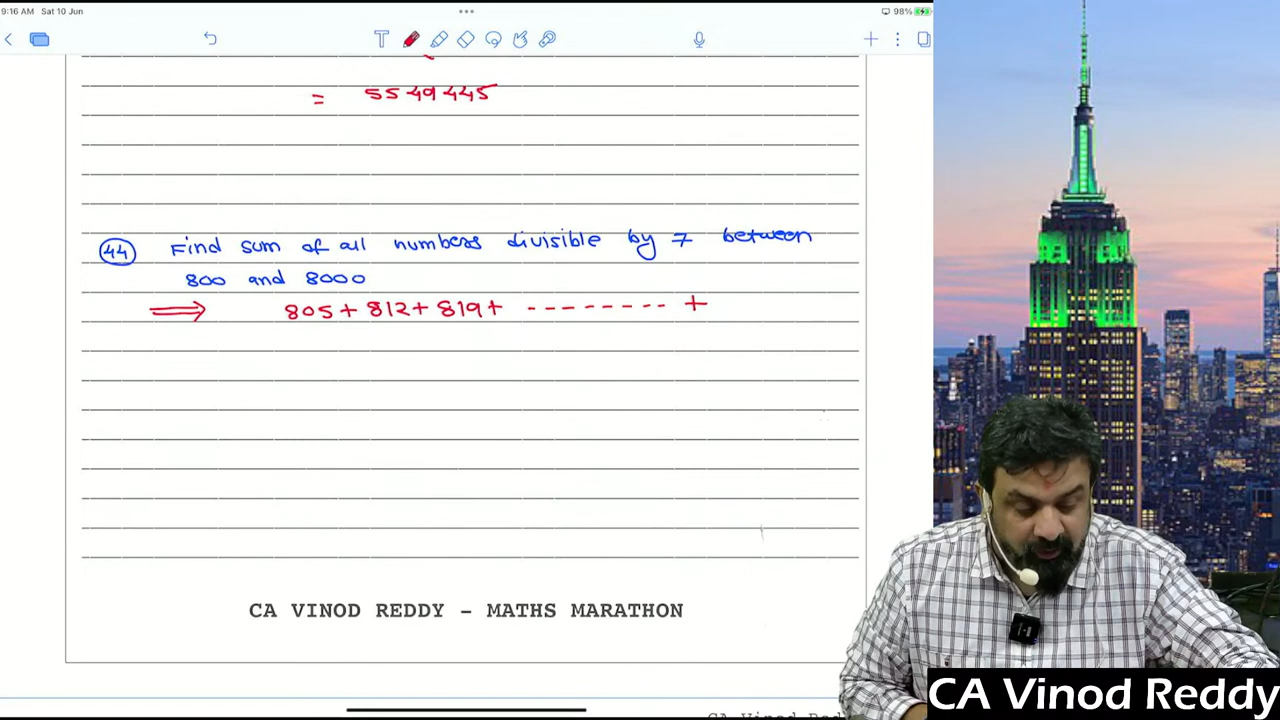 9:16 AM Sat 10 Jun
98%
= 5549445
44 Find sum of all numbers divisible by 7 between
800 and 8000
⟹ 805 + 812 + 819 + -------- +
CA VINOD REDDY - MATHS MARATHON
CA Vinod Reddy